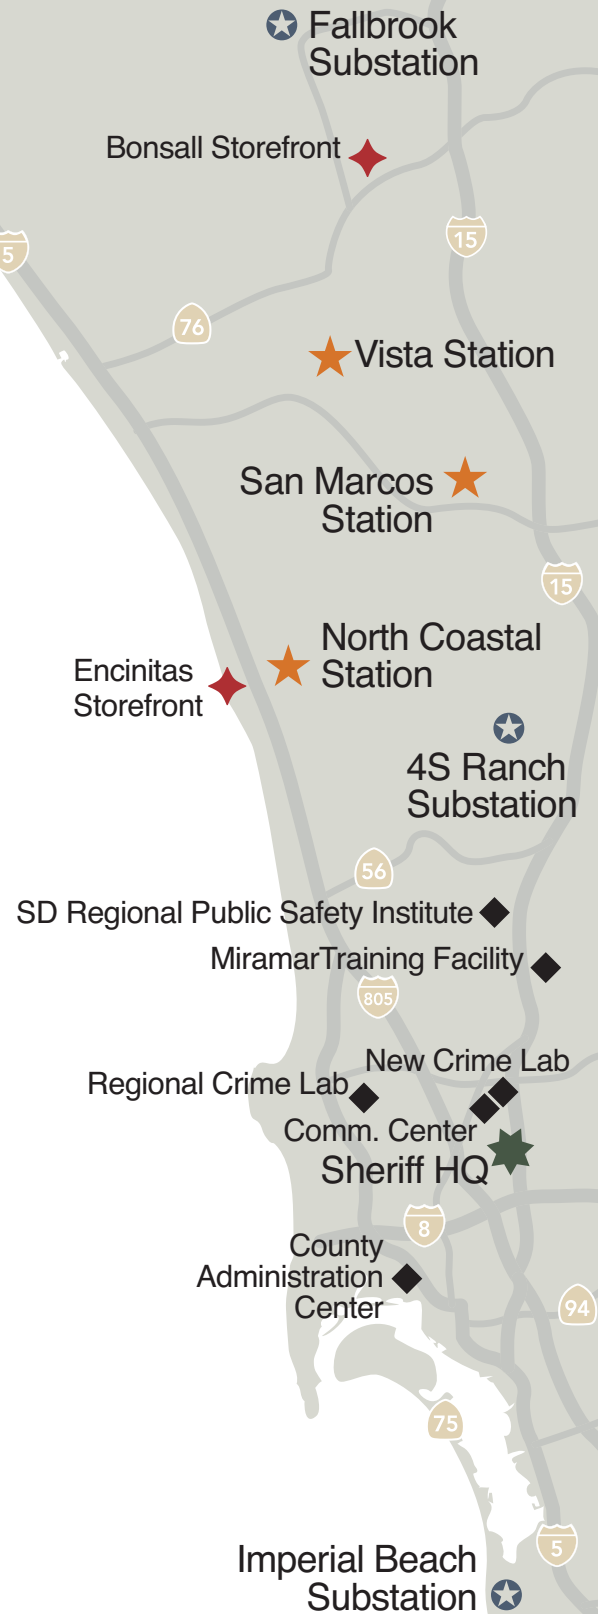 Fallbrook
Substation
Bonsall Storefront
15
5
76
Vista Station
San Marcos
Station
15
North Coastal
Station
Encinitas
Storefront
4S Ranch
Substation
56
SD Regional Public Safety Institute
MiramarTraining Facility
805
New Crime Lab
Regional Crime Lab
Comm. Center
Sheriff HQ
8
County
Administration
Center
94
75
5
Imperial Beach
Substation